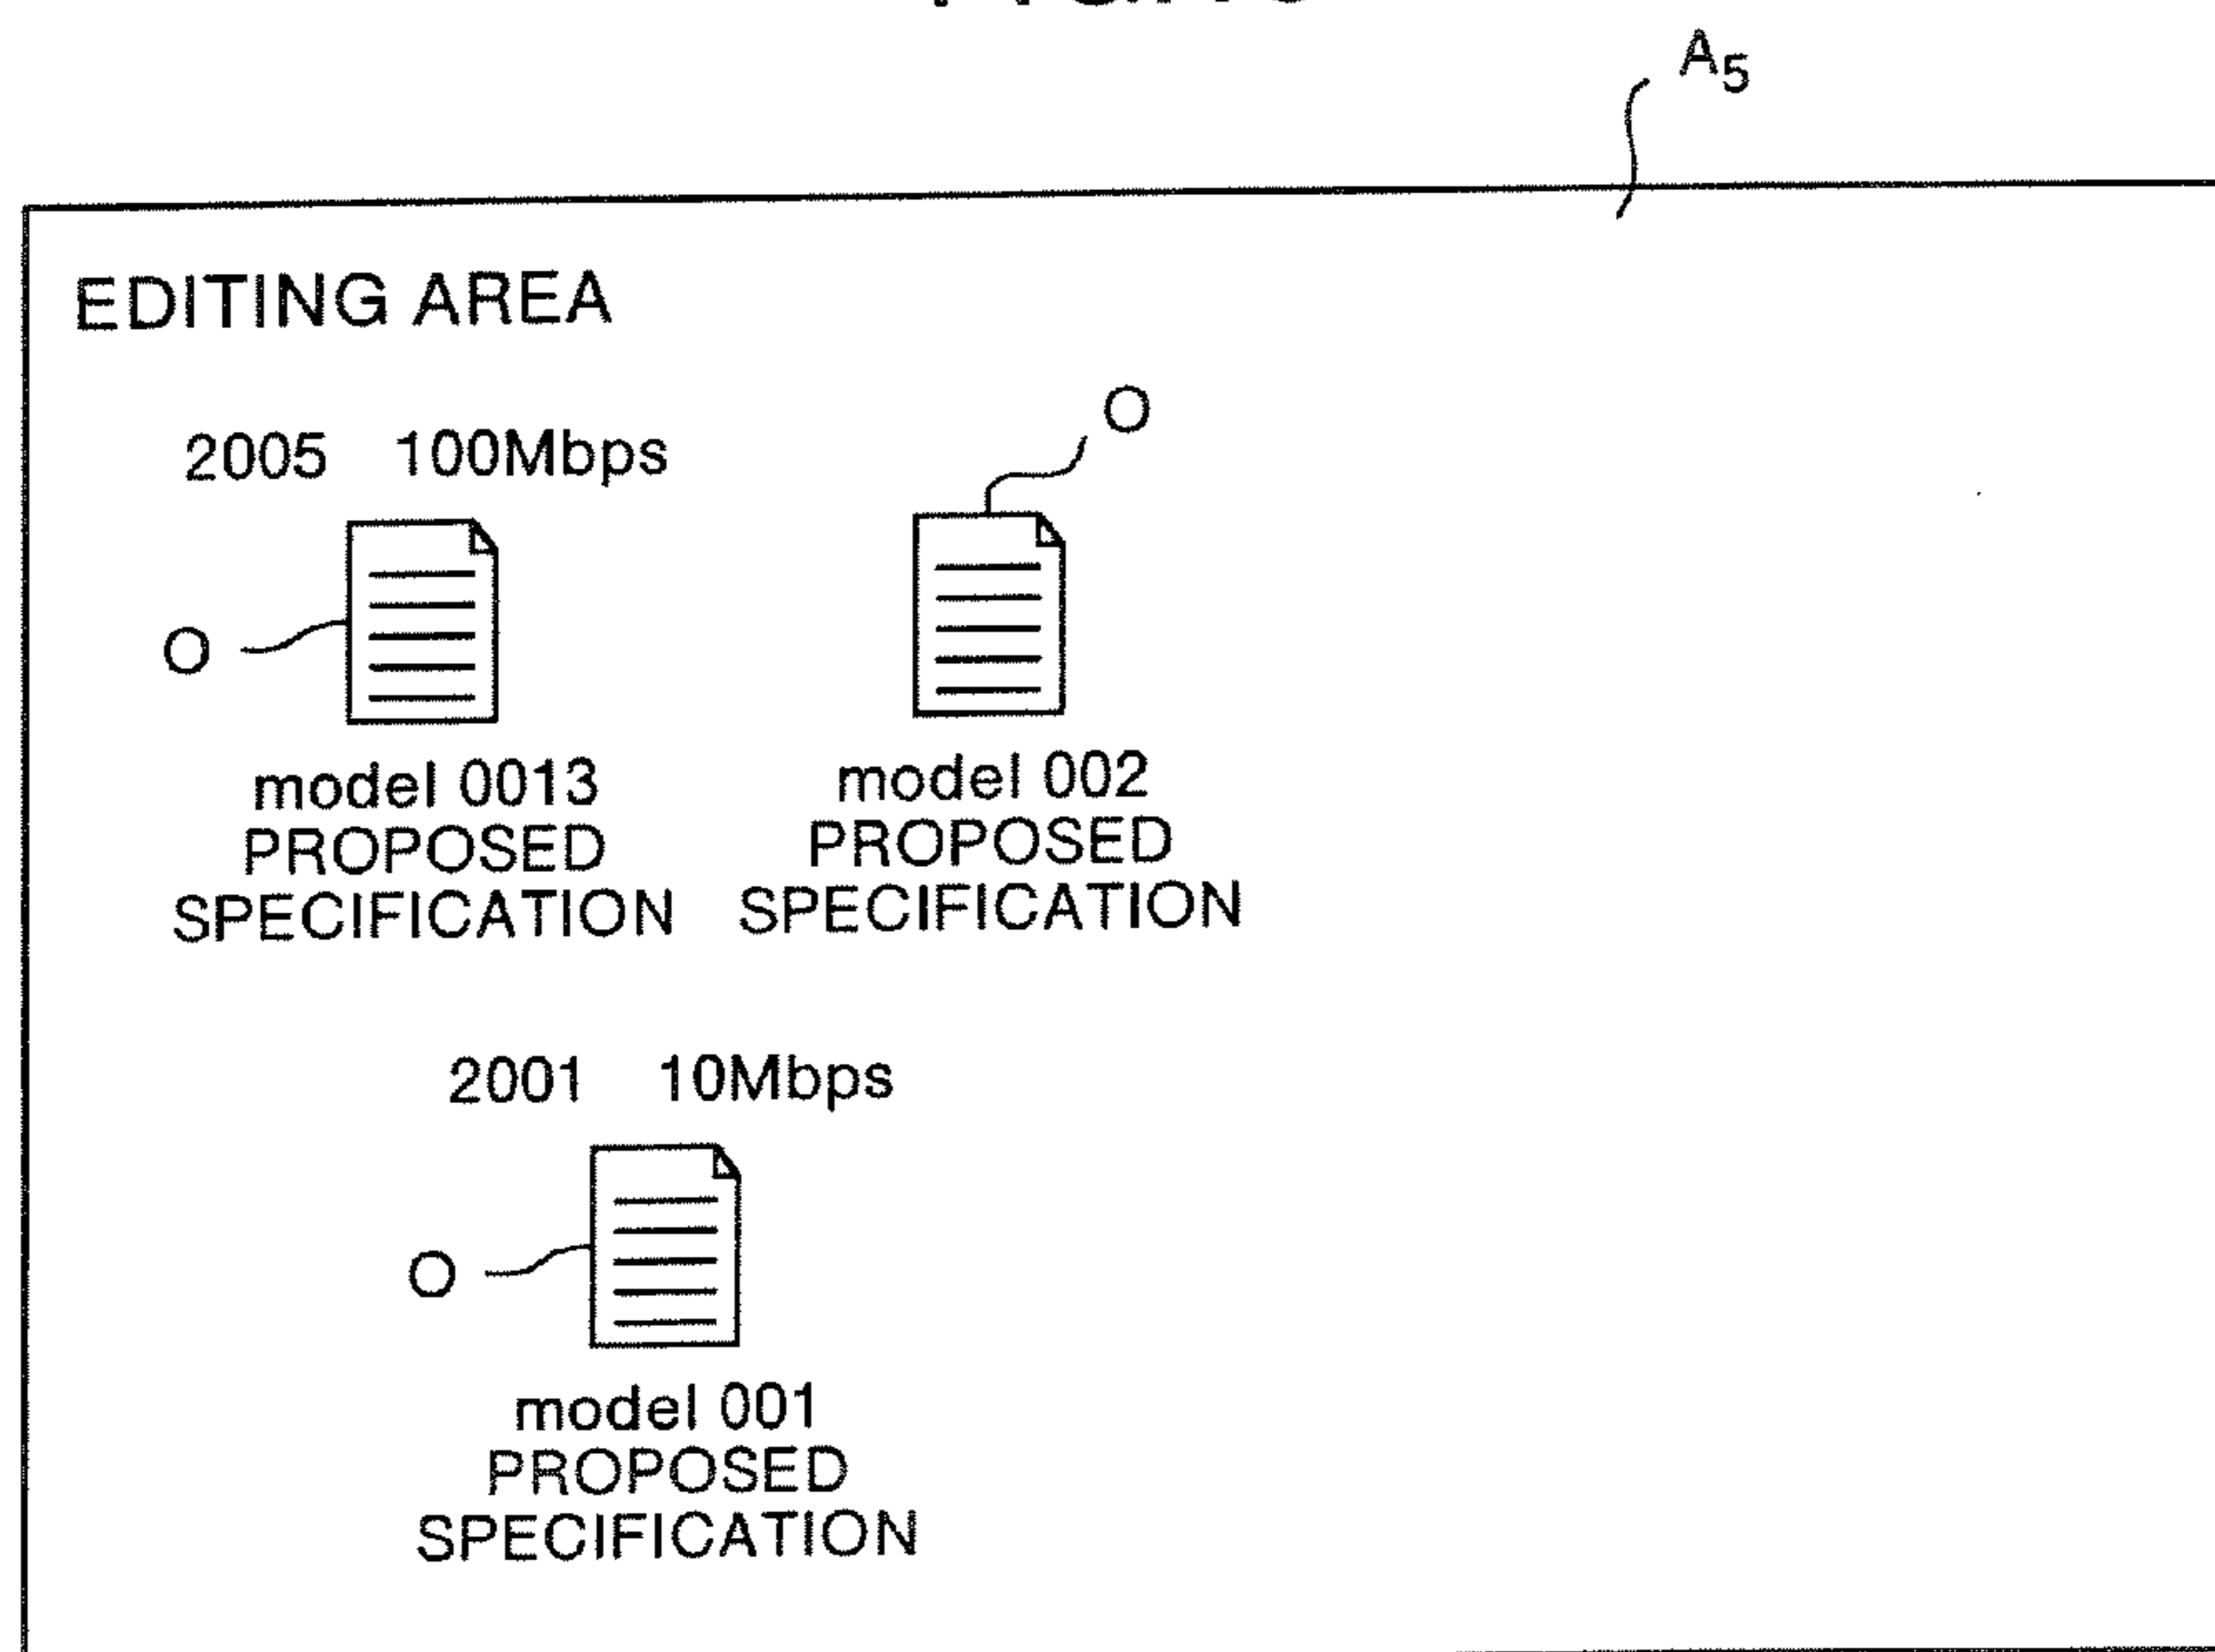 A5
EDITING AREA
O
2005 100Mbps
O
model 0013
PROPOSED
SPECIFICATION
model 002
PROPOSED
SPECIFICATION
2001 10Mbps
O
model 001
PROPOSED
SPECIFICATION